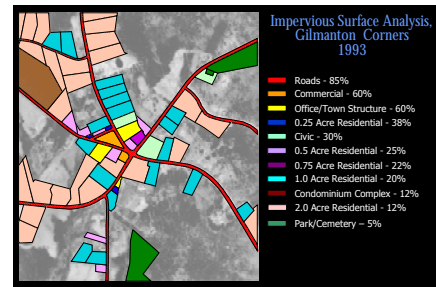 Impervious Surface Analysis,
Gilmanton Corners
1993
Roads - 85%
Commercial - 60%
Office/Town Structure - 60%
0.25 Acre Residential - 38%
Civic - 30%
0.5 Acre Residential - 25%
0.75 Acre Residential - 22%
1.0 Acre Residential - 20%
Condominium Complex - 12%
2.0 Acre Residential - 12%
Park/Cemetery – 5%